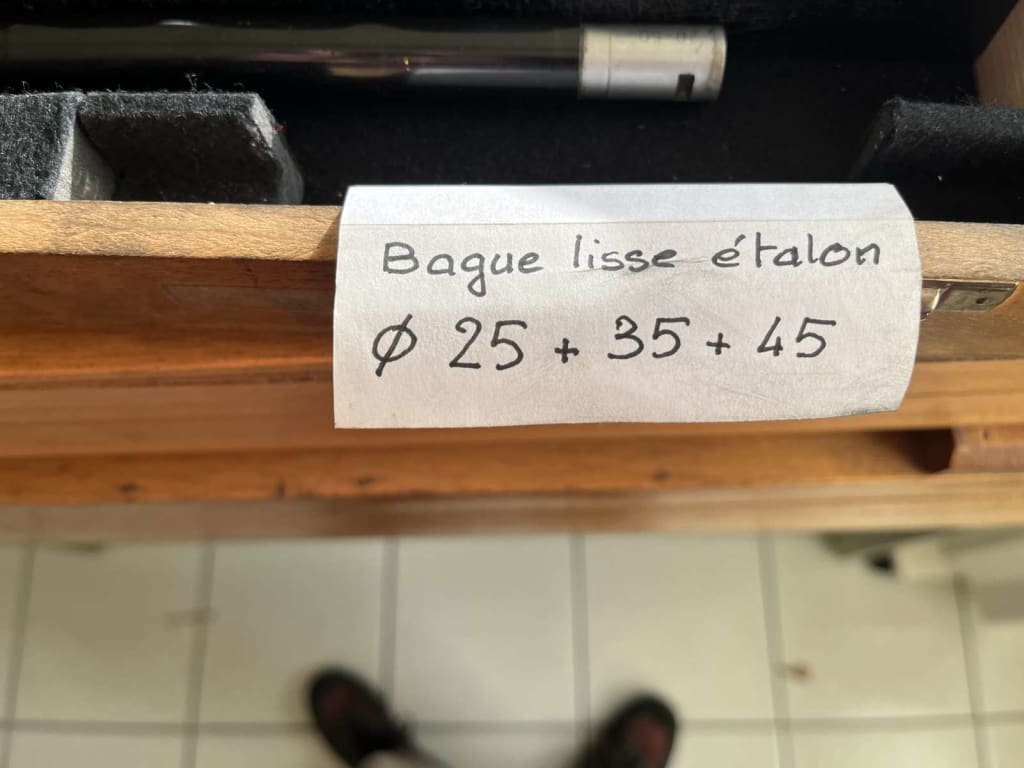 Bague lisse étalon
Ø 25 + 35 + 45